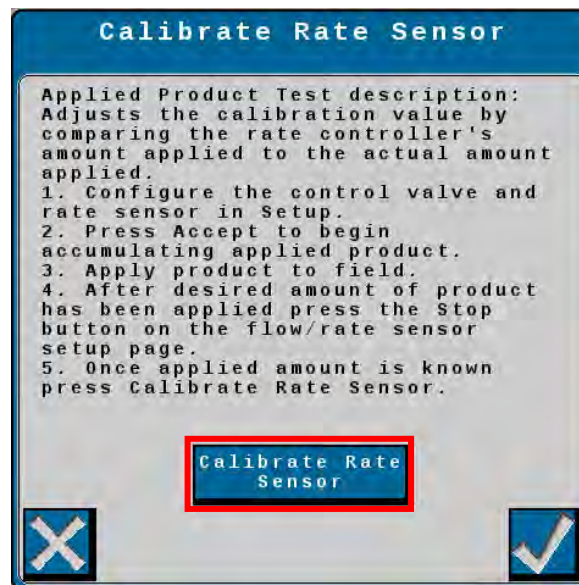 Calibrate Rate Sensor
Applied Product Test description:
Adjusts the calibration value by
comparing the rate controller's
amount applied to the actual amount
applied.
1. Configure the control valve and
rate sensor in Setup.
2. Press Accept to begin
accumulating applied product.
3. Apply product to field.
4. After desired amount of product
has been applied press the Stop
button on the flow/rate sensor
setup page.
5. Once applied amount is known
press Calibrate Rate Sensor.
Calibrate Rate
Sensor